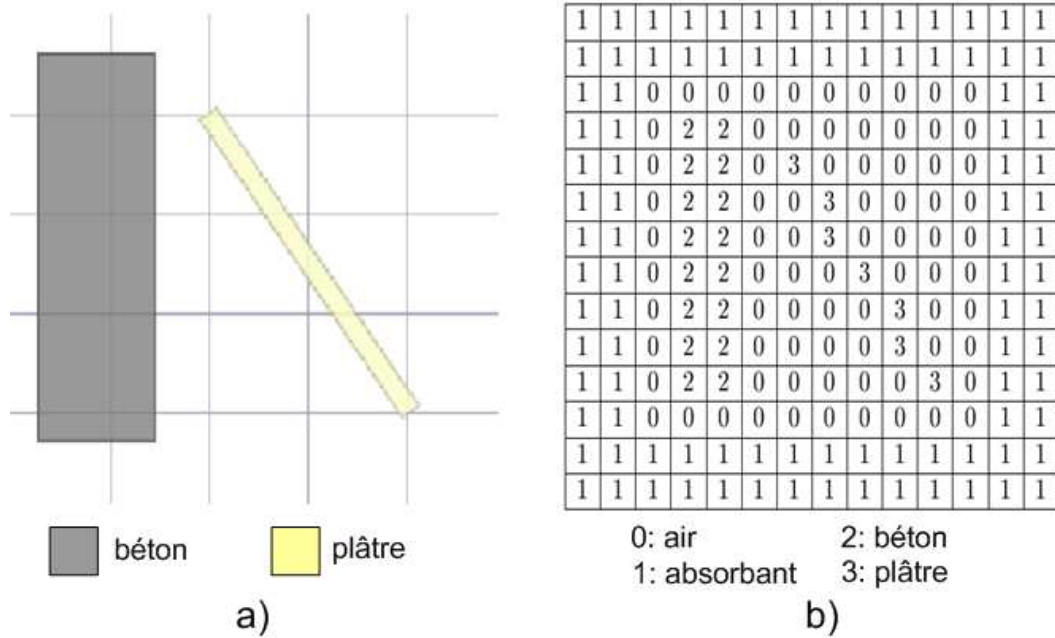 1 1 1 1 1 1 1 1 1 1 1 1 1 1
1 1 1 1 1 1 1 1 1 1 1 1 1 1
1 1 0 0 0 0 0 0 0 0 0 0 1 1
1 1 0 2 2 0 0 0 0 0 0 0 1 1
1 1 0 2 2 0 3 0 0 0 0 0 1 1
1 1 0 2 2 0 0 3 0 0 0 0 1 1
1 1 0 2 2 0 0 3 0 0 0 0 1 1
1 1 0 2 2 0 0 0 3 0 0 0 1 1
1 1 0 2 2 0 0 0 0 3 0 0 1 1
1 1 0 2 2 0 0 0 0 3 0 0 1 1
1 1 0 2 2 0 0 0 0 0 3 0 1 1
1 1 0 0 0 0 0 0 0 0 0 0 1 1
1 1 1 1 1 1 1 1 1 1 1 1 1 1
1 1 1 1 1 1 1 1 1 1 1 1 1 1
béton plâtre
0: air 2: béton
1: absorbant 3: plâtre
a) b)